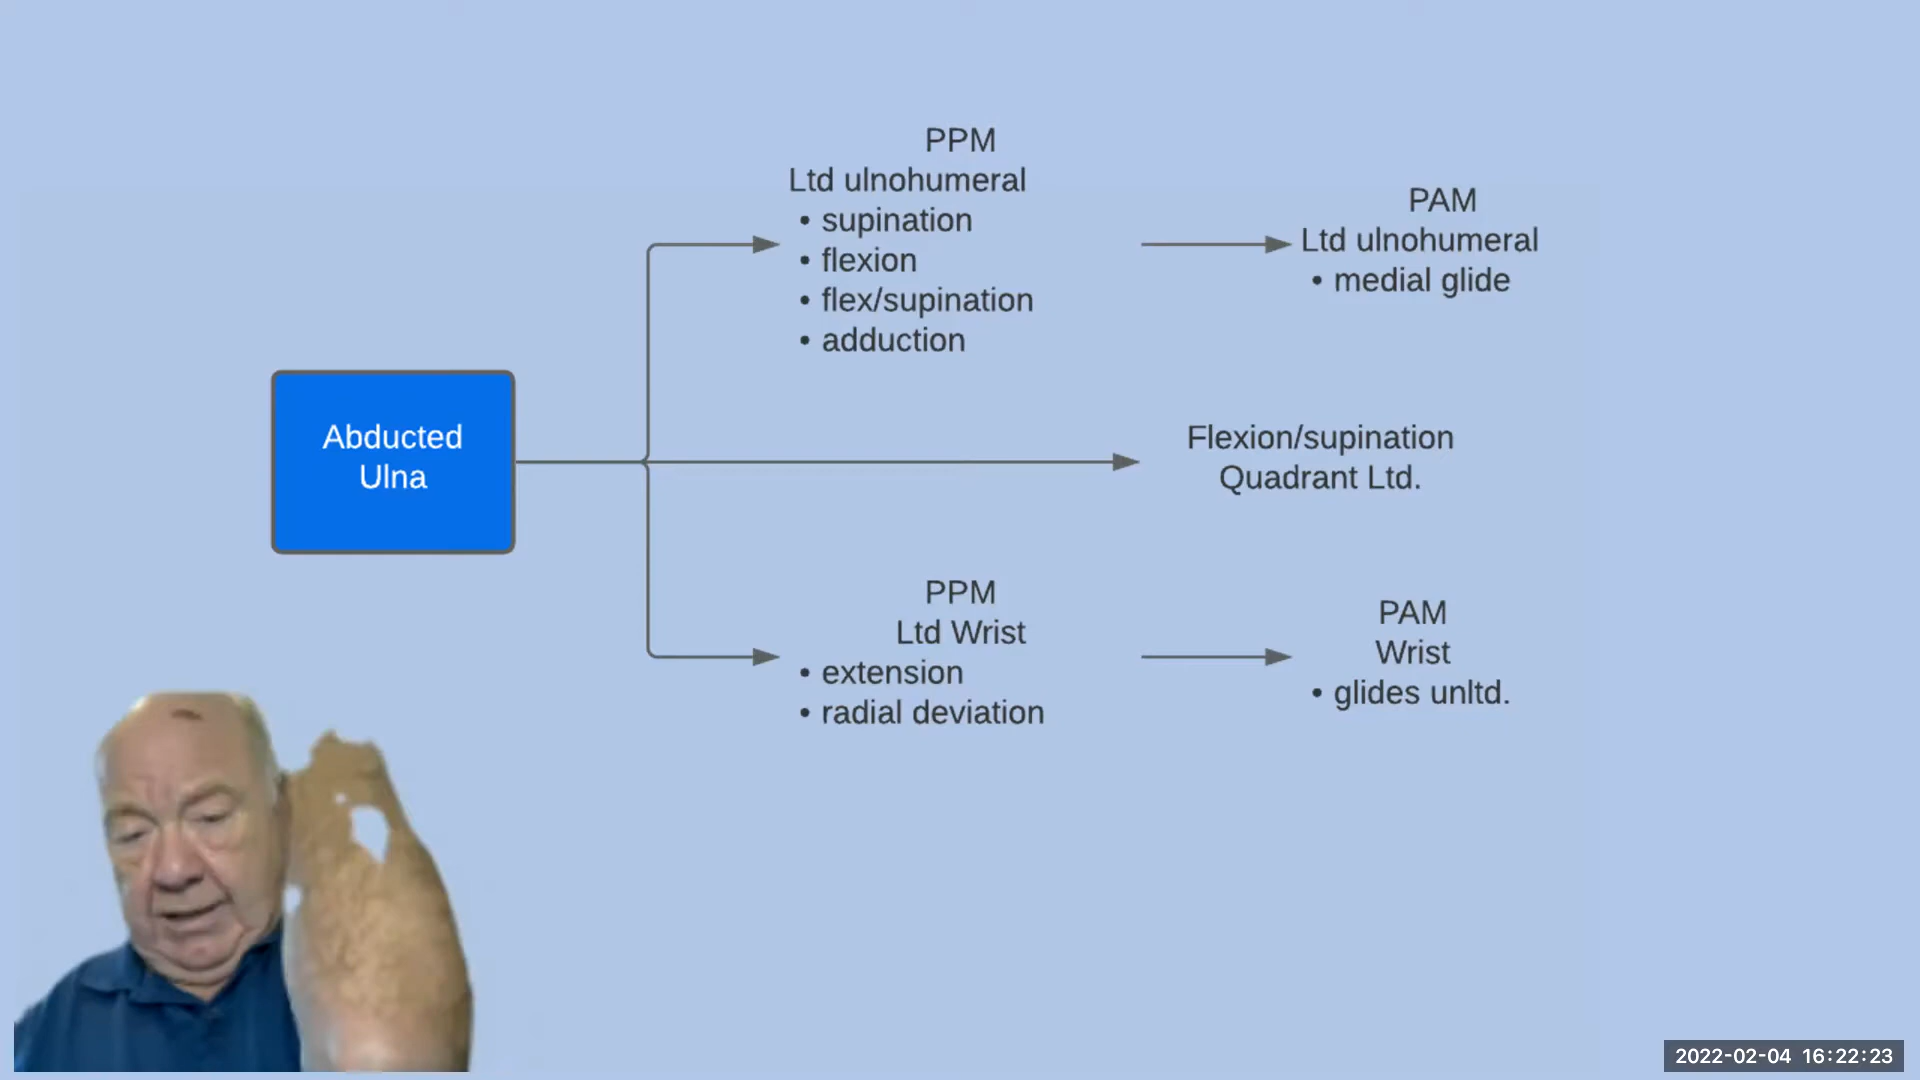 PPM
Ltd ulnohumeral
• supination
• flexion
• flex/supination
• adduction
PAM
Ltd ulnohumeral
• medial glide
Abducted
Ulna
Flexion/supination
Quadrant Ltd.
PPM
Ltd Wrist
• extension
• radial deviation
PAM
Wrist
• glides unltd.
2022-02-04 16:22:23